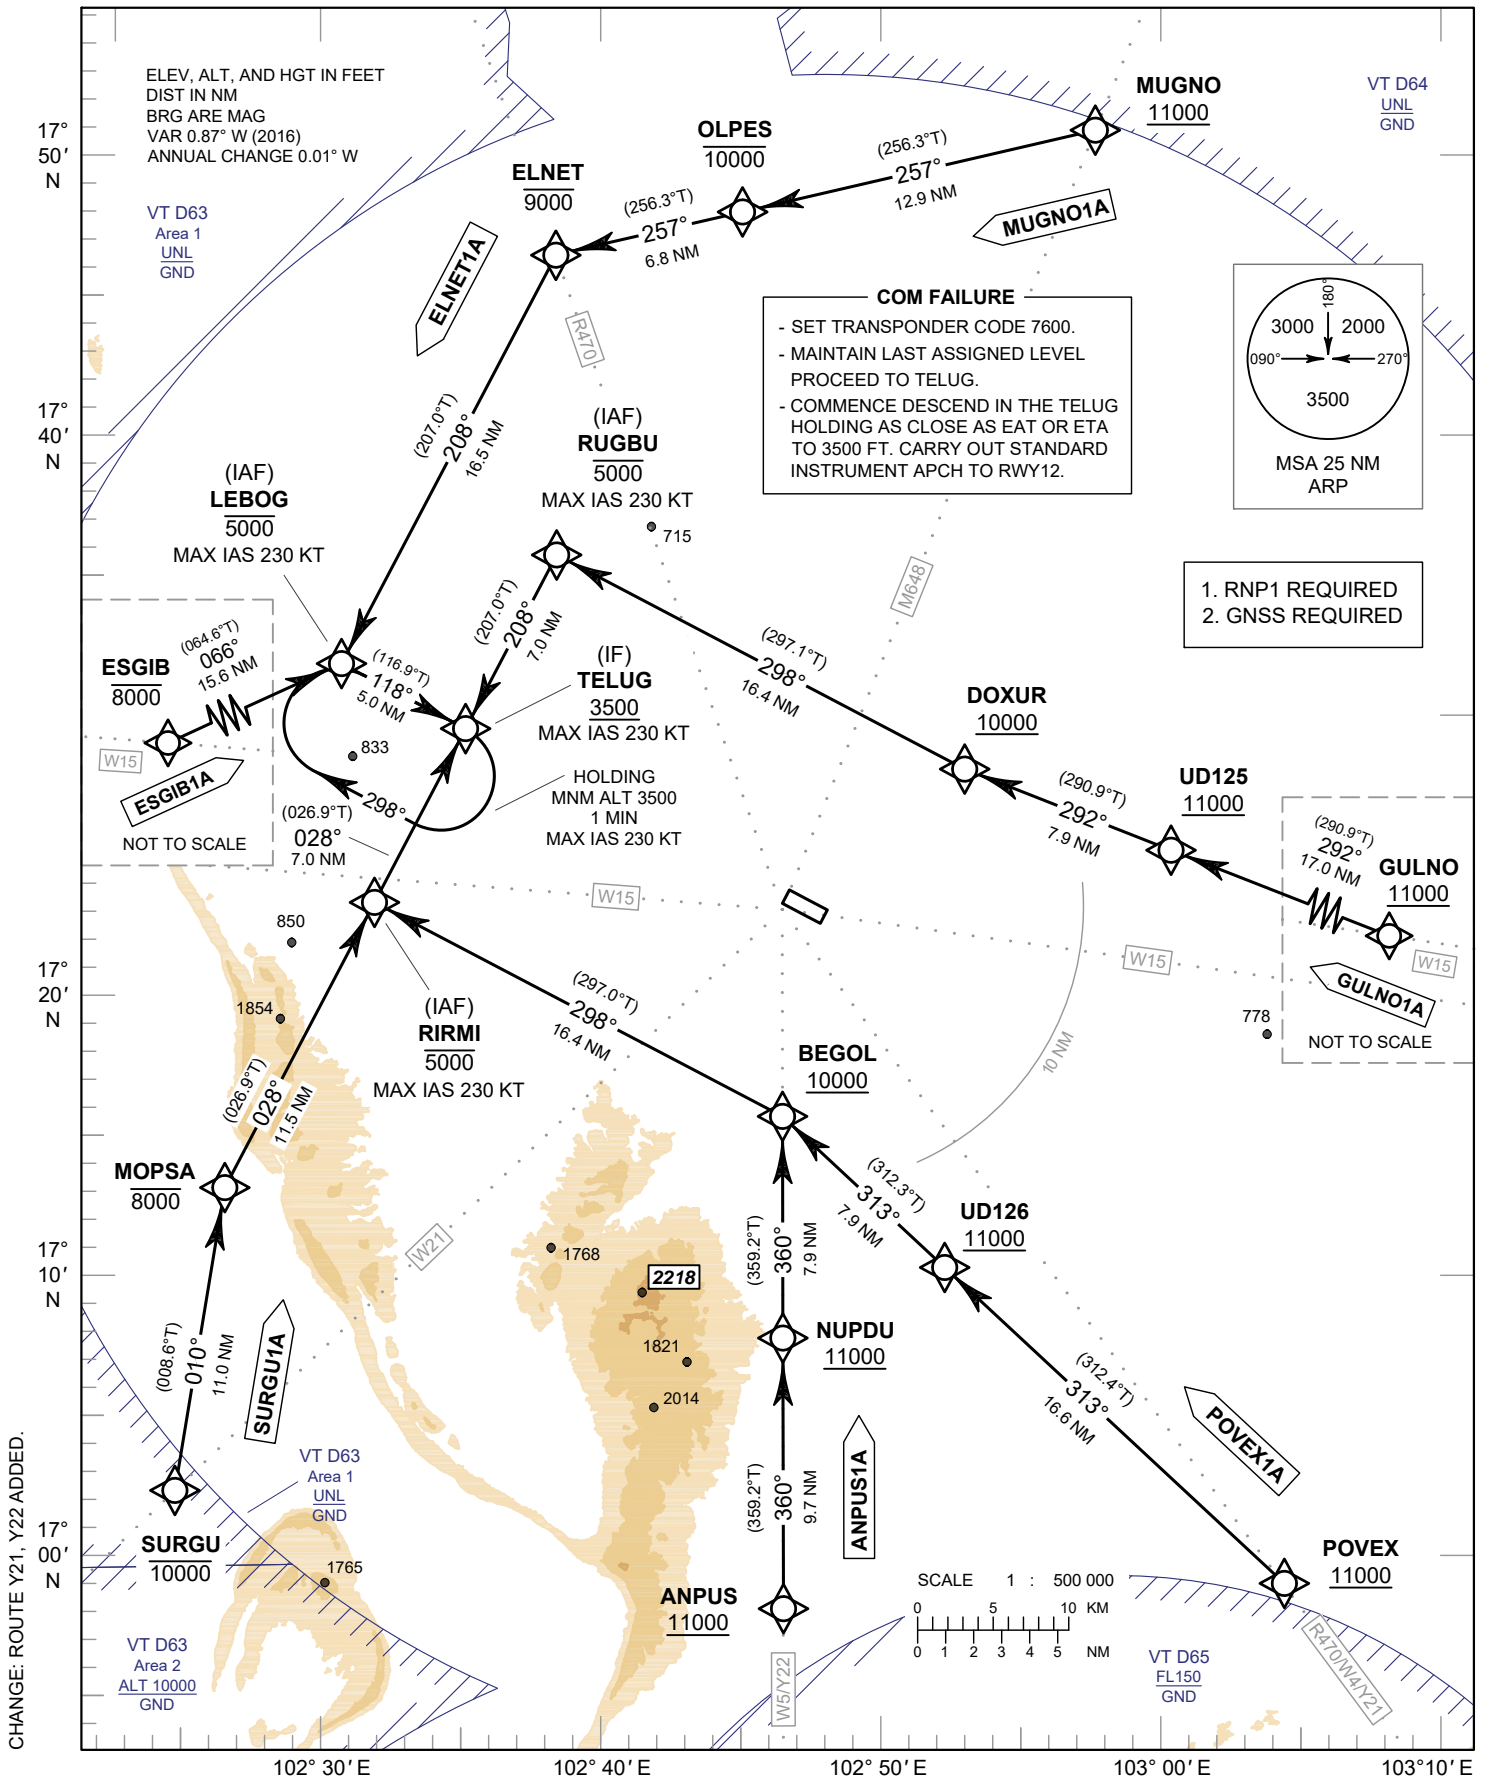 ELEV, ALT, AND HGT IN FEET
DIST IN NM
BRG ARE MAG
VAR 0.87° W (2016)
ANNUAL CHANGE 0.01° W
17°
50′
N
VT D63
Area 1
UNL
GND
ELNET
9000
OLPES
10000
MUGNO
11000
VT D64
UNL
GND
(256.3°T)
257°
12.9 NM
(256.3°T)
257°
6.8 NM
MUGNO1A
ELNET1A
R470
COM FAILURE
- SET TRANSPONDER CODE 7600.
- MAINTAIN LAST ASSIGNED LEVEL
PROCEED TO TELUG.
- COMMENCE DESCEND IN THE TELUG
HOLDING AS CLOSE AS EAT OR ETA
TO 3500 FT. CARRY OUT STANDARD
INSTRUMENT APCH TO RWY12.
180°
3000
2000
090°
270°
3500
MSA 25 NM
ARP
17°
40′
N
(207.0°T)
208°
16.5 NM
(IAF)
RUGBU
5000
MAX IAS 230 KT
715
(IAF)
LEBOG
5000
MAX IAS 230 KT
M648
1. RNP1 REQUIRED
2. GNSS REQUIRED
ESGIB
8000
(064.6°T)
066°
15.6 NM
W15
ESGIB1A
NOT TO SCALE
(116.9°T)
118°
5.0 NM
(207.0°T)
208°
7.0 NM
(IF)
TELUG
3500
MAX IAS 230 KT
833
298°
HOLDING
MNM ALT 3500
1 MIN
MAX IAS 230 KT
(026.9°T)
028°
7.0 NM
(297.1°T)
298°
16.4 NM
DOXUR
10000
(290.9°T)
292°
7.9 NM
UD125
11000
(290.9°T)
292°
17.0 NM
GULNO
11000
W15
GULNO1A
NOT TO SCALE
W15
W15
850
17°
20′
N
1854
(IAF)
RIRMI
5000
MAX IAS 230 KT
(297.0°T)
298°
16.4 NM
10 NM
778
BEGOL
10000
(026.9°T)
028°
11.5 NM
MOPSA
8000
(312.3°T)
313°
7.9 NM
UD126
11000
W21
1768
2218
(359.2°T)
360°
7.9 NM
17°
10′
N
NUPDU
11000
1821
2014
(008.6°T)
010°
11.0 NM
SURGU1A
(312.4°T)
313°
16.6 NM
POVEX1A
VT D63
Area 1
UNL
GND
(359.2°T)
360°
9.7 NM
ANPUS1A
17°
00′
N
SURGU
10000
1765
ANPUS
11000
POVEX
11000
SCALE 1 : 500 000
0 5 10 KM
0 1 2 3 4 5 NM
VT D63
Area 2
ALT 10000
GND
VT D65
FL150
GND
W5/Y22
R470/W4/Y21
CHANGE: ROUTE Y21, Y22 ADDED.
102° 30′ E
102° 40′ E
102° 50′ E
103° 00′ E
103° 10′ E